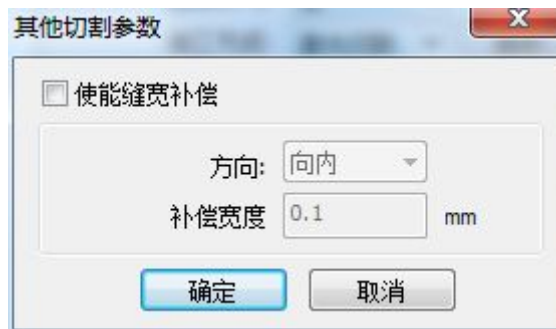 其他切割参数
使能缝宽补偿
方向: 向内
补偿宽度 0.1 mm
确定 取消